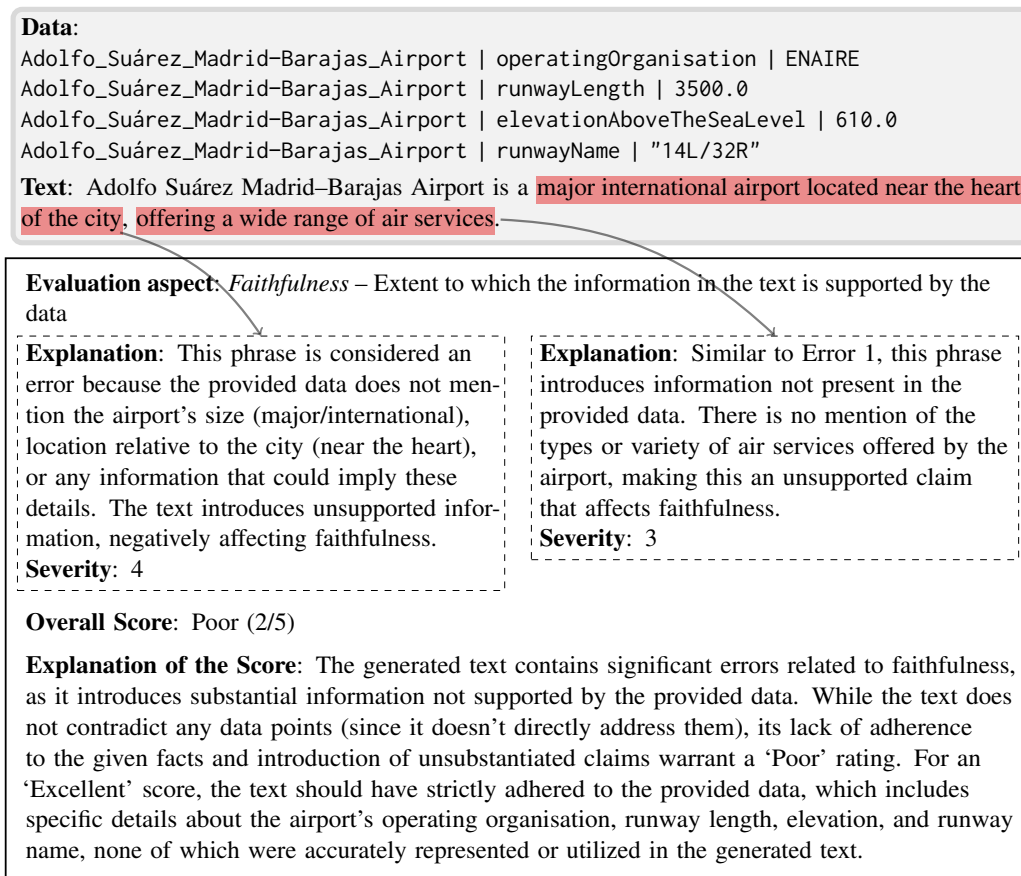 Data:
Adolfo_Suárez_Madrid–Barajas_Airport | operatingOrganisation | ENAIRE
Adolfo_Suárez_Madrid–Barajas_Airport | runwayLength | 3500.0
Adolfo_Suárez_Madrid–Barajas_Airport | elevationAboveTheSeaLevel | 610.0
Adolfo_Suárez_Madrid–Barajas_Airport | runwayName | "14L/32R"
Text: Adolfo Suárez Madrid–Barajas Airport is a major international airport located near the heart
of the city, offering a wide range of air services.
Evaluation aspect: Faithfulness – Extent to which the information in the text is supported by the
data
Explanation: This phrase is considered an
error because the provided data does not men-
tion the airport's size (major/international),
location relative to the city (near the heart),
or any information that could imply these
details. The text introduces unsupported infor-
mation, negatively affecting faithfulness.
Severity: 4
Explanation: Similar to Error 1, this phrase
introduces information not present in the
provided data. There is no mention of the
types or variety of air services offered by the
airport, making this an unsupported claim
that affects faithfulness.
Severity: 3
Overall Score: Poor (2/5)
Explanation of the Score: The generated text contains significant errors related to faithfulness,
as it introduces substantial information not supported by the provided data. While the text does
not contradict any data points (since it doesn't directly address them), its lack of adherence
to the given facts and introduction of unsubstantiated claims warrant a ‘Poor’ rating. For an
‘Excellent’ score, the text should have strictly adhered to the provided data, which includes
specific details about the airport's operating organisation, runway length, elevation, and runway
name, none of which were accurately represented or utilized in the generated text.